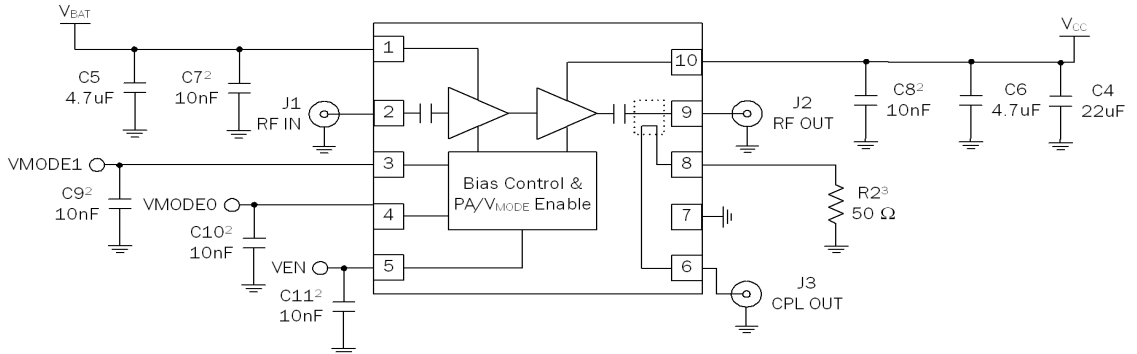 VBAT
C5
4.7uF
C7²
10nF
J1
RF IN
VMODE1
C9²
10nF
VMODE0
C10²
10nF
VEN
C11²
10nF
1
2
3
4
5
Bias Control &
PA/VMODE Enable
10
9
8
7
6
VCC
C8²
10nF
C6
4.7uF
C4
22uF
J2
RF OUT
R2³
50 Ω
J3
CPL OUT